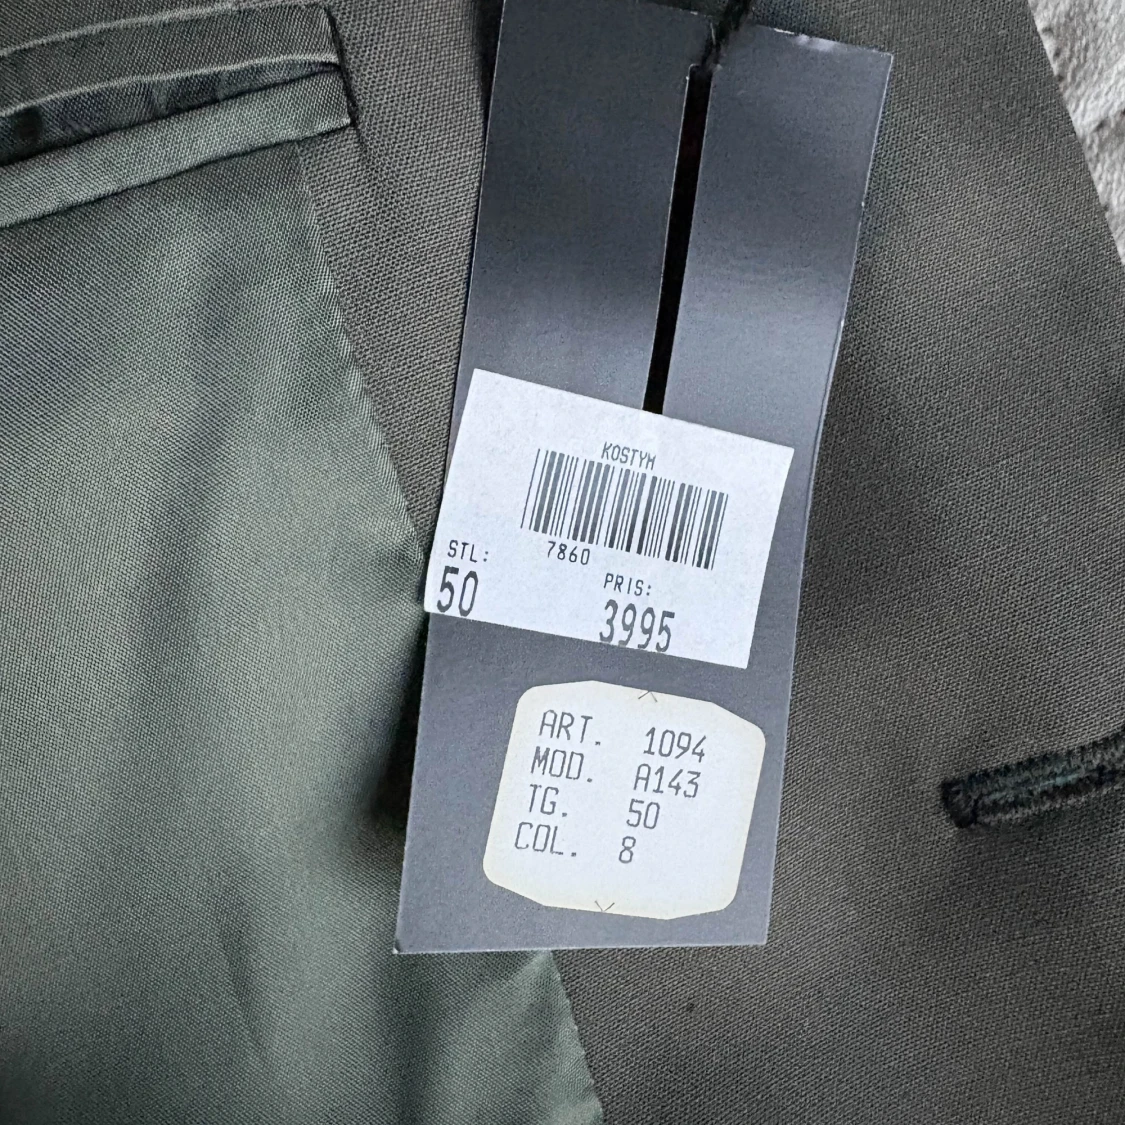 KOSTYM
7860
STL:
50
PRIS:
3995
ART. 1094
MOD. A143
TG. 50
COL. 8